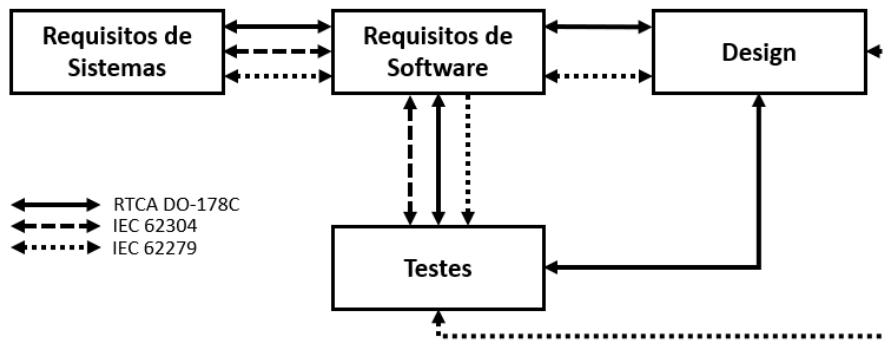 Requisitos de
Sistemas
Requisitos de
Software
Design
RTCA DO-178C
IEC 62304
IEC 62279
Testes